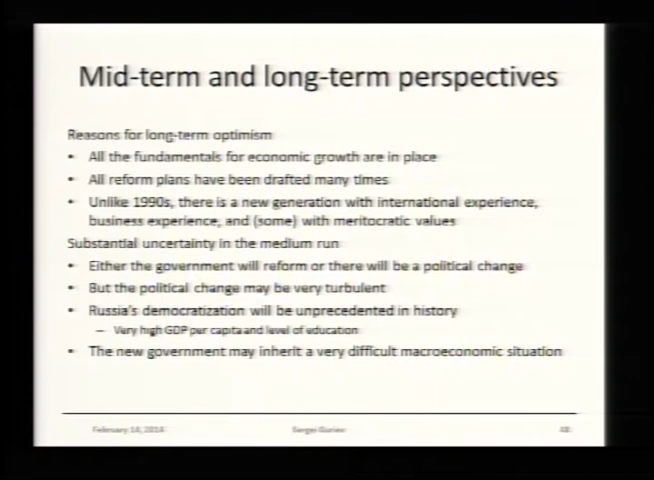 Mid-term and long-term perspectives
Reasons for long-term optimism
• All the fundamentals for economic growth are in place
• All reform plans have been drafted many times
• Unlike 1990s, there is a new generation with international experience,
business experience, and (some) with meritocratic values
Substantial uncertainty in the medium run
• Either the government will reform or there will be a political change
• But the political change may be very turbulent
• Russia's democratization will be unprecedented in history
– Very high GDP per capita and level of education
• The new government may inherit a very difficult macroeconomic situation
February 14, 2014
Sergei Guriev
48